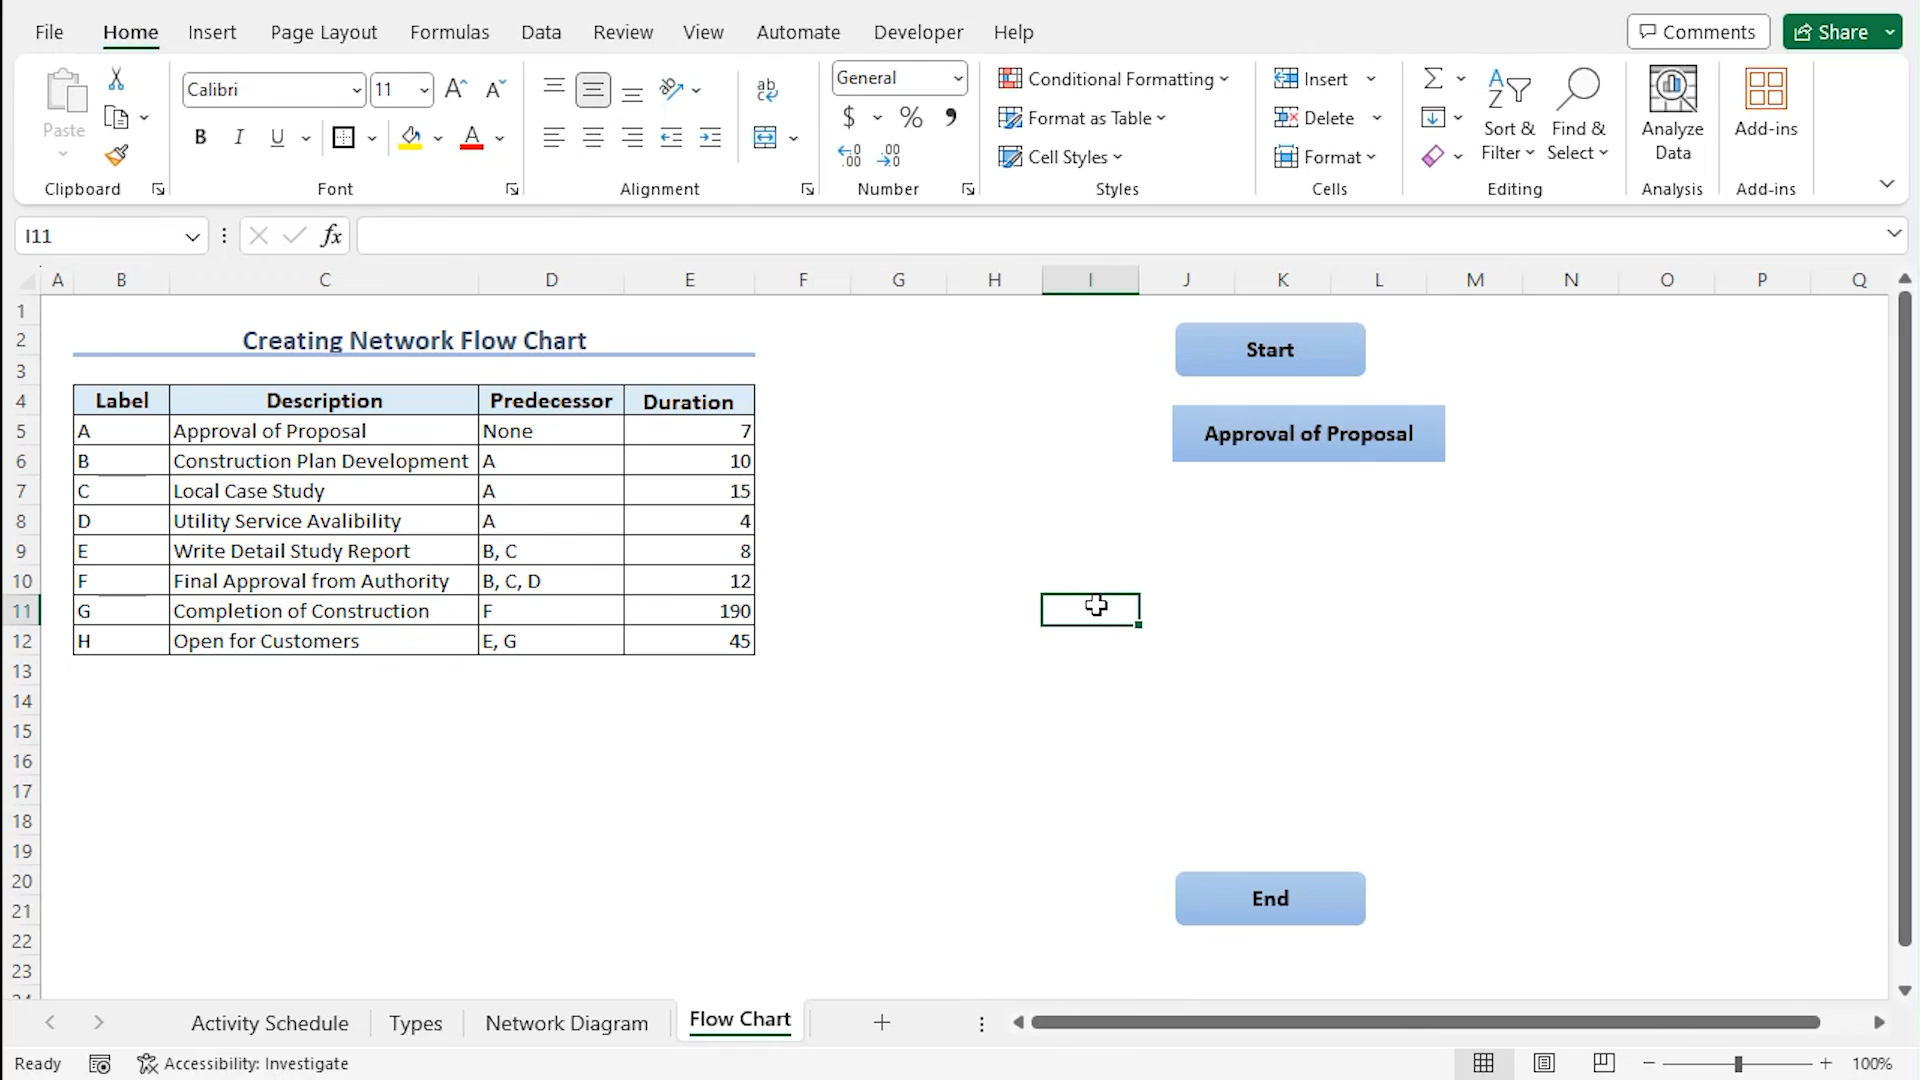 File Home Insert Page Layout Formulas Data Review View Automate Developer Help Comments Share
Paste
Clipboard
Calibri 11
A A
B I U A
Font
ab
c
Alignment
General
$ % 9
.00 .00
Number
Conditional Formatting
Format as Table
Cell Styles
Styles
Insert
Delete
Format
Cells
Σ
Sort & Filter
Find & Select
Editing
Analyze Data
Analysis
Add-ins
Add-ins
I11
fx
A B C D E F G H I J K L M N O P Q
1
2 Creating Network Flow Chart Start
3
4 Label Description Predecessor Duration
5 A Approval of Proposal None 7 Approval of Proposal
6 B Construction Plan Development A 10
7 C Local Case Study A 15
8 D Utility Service Avalibility A 4
9 E Write Detail Study Report B, C 8
10 F Final Approval from Authority B, C, D 12
11 G Completion of Construction F 190
12 H Open for Customers E, G 45
13
14
15
16
17
18
19
20
21 End
22
23
24
Activity Schedule Types Network Diagram Flow Chart
Ready Accessibility: Investigate 100%